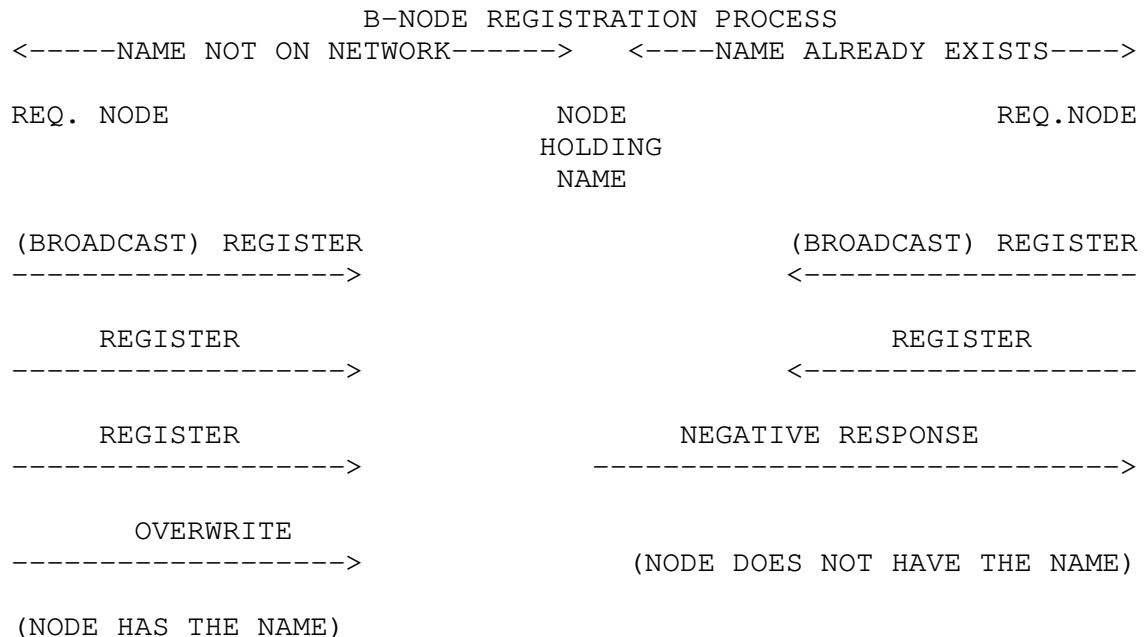 B-NODE REGISTRATION PROCESS
<-----NAME NOT ON NETWORK------> <----NAME ALREADY EXISTS---->
REQ. NODE NODE REQ.NODE
HOLDING
NAME
(BROADCAST) REGISTER (BROADCAST) REGISTER
-------------------> <-------------------
REGISTER REGISTER
-------------------> <-------------------
REGISTER NEGATIVE RESPONSE
-------------------> ------------------------------>
OVERWRITE
-------------------> (NODE DOES NOT HAVE THE NAME)
(NODE HAS THE NAME)